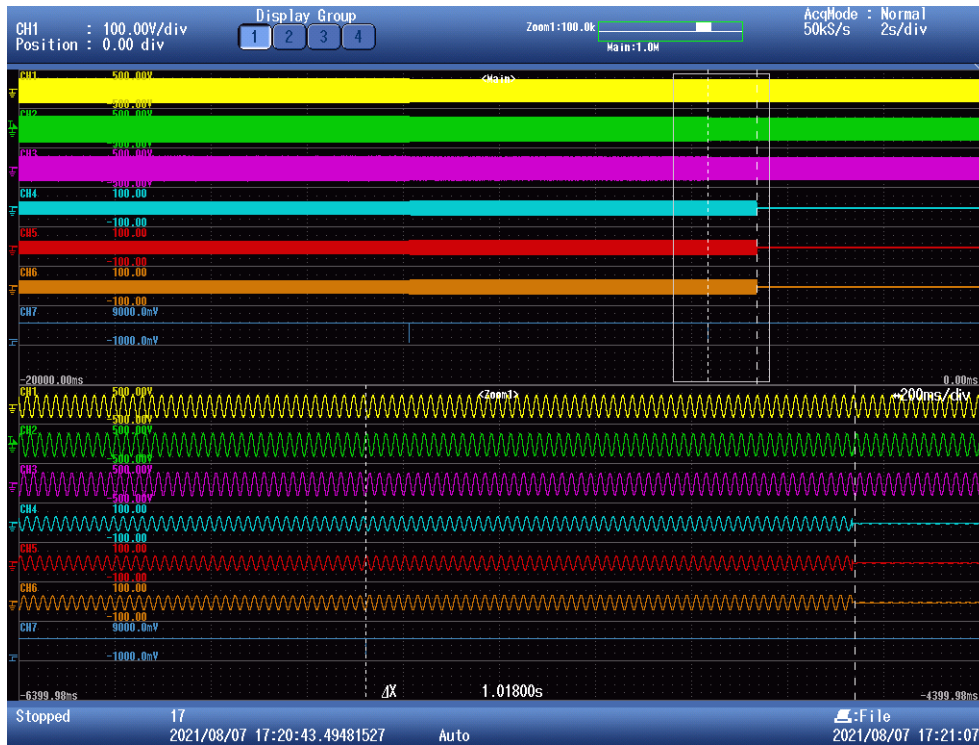 CH1 : 100.00V/div
Position : 0.00 div
Display Group
1 2 3 4
Zoom1:100.0k
Main:1.0M
AcqMode : Normal
50kS/s 2s/div
<Main>
CH1 500.00V
-500.00V
CH2 500.00V
-500.00V
CH3 500.00V
-500.00V
CH4 100.00
-100.00
CH5 100.00
-100.00
CH6 100.00
-100.00
CH7 9000.0mV
-1000.0mV
-20000.00ms 0.00ms
<Zoom1>
200ms/div
CH1 500.00V
-500.00V
CH2 500.00V
-500.00V
CH3 500.00V
-500.00V
CH4 100.00
-100.00
CH5 100.00
-100.00
CH6 100.00
-100.00
CH7 9000.0mV
-1000.0mV
ΔX 1.01800s
-6399.98ms -4399.98ms
Stopped 17
:File
2021/08/07 17:20:43.49481527 Auto 2021/08/07 17:21:07